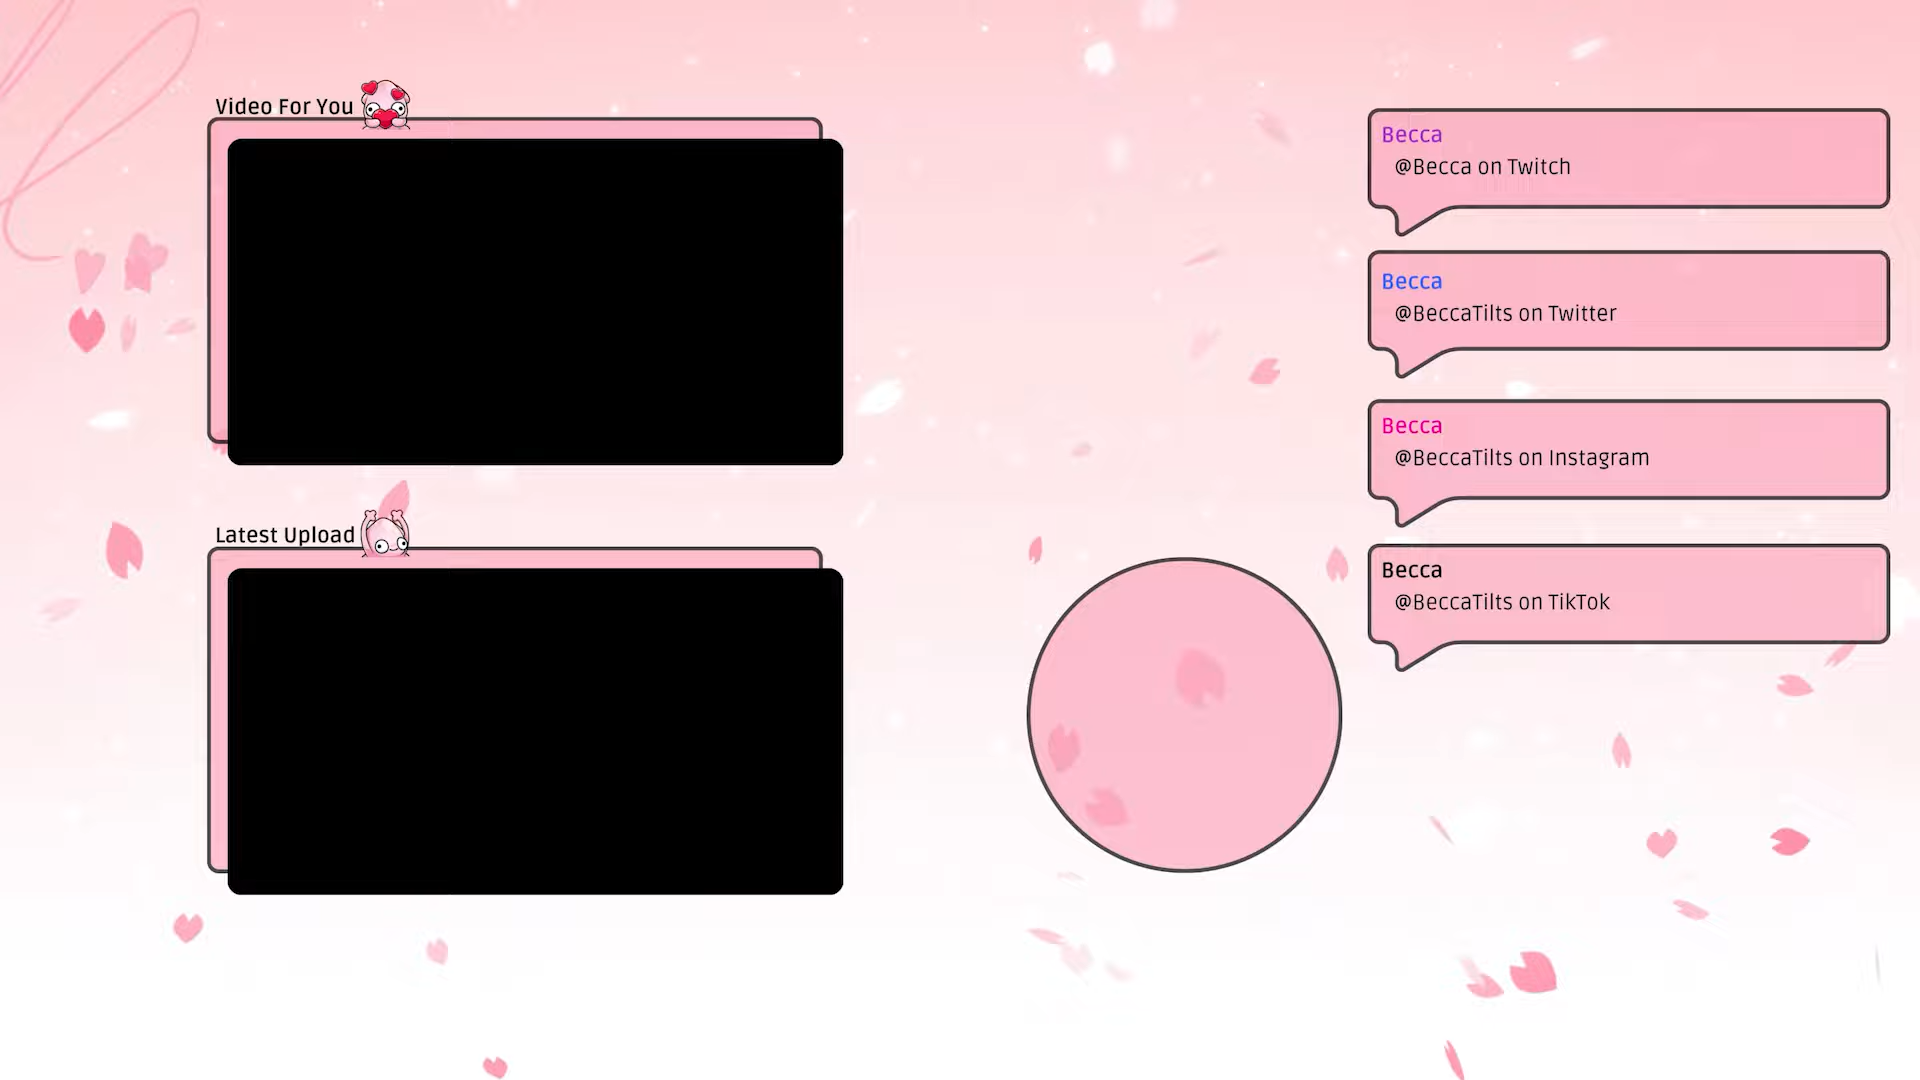 Video For You
Latest Upload
Becca
@Becca on Twitch
Becca
@BeccaTilts on Twitter
Becca
@BeccaTilts on Instagram
Becca
@BeccaTilts on TikTok